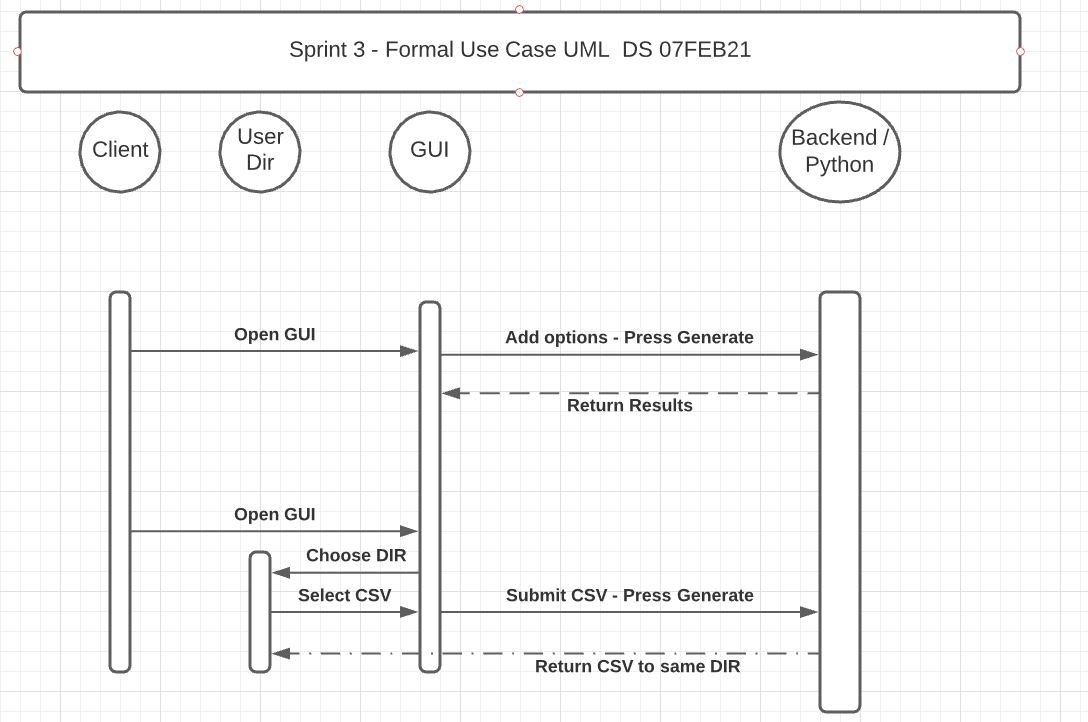 Sprint 3 - Formal Use Case UML  DS 07FEB21
Client
User
Dir
GUI
Backend /
Python
Open GUI
Add options - Press Generate
Return Results
Open GUI
Choose DIR
Select CSV
Submit CSV - Press Generate
Return CSV to same DIR